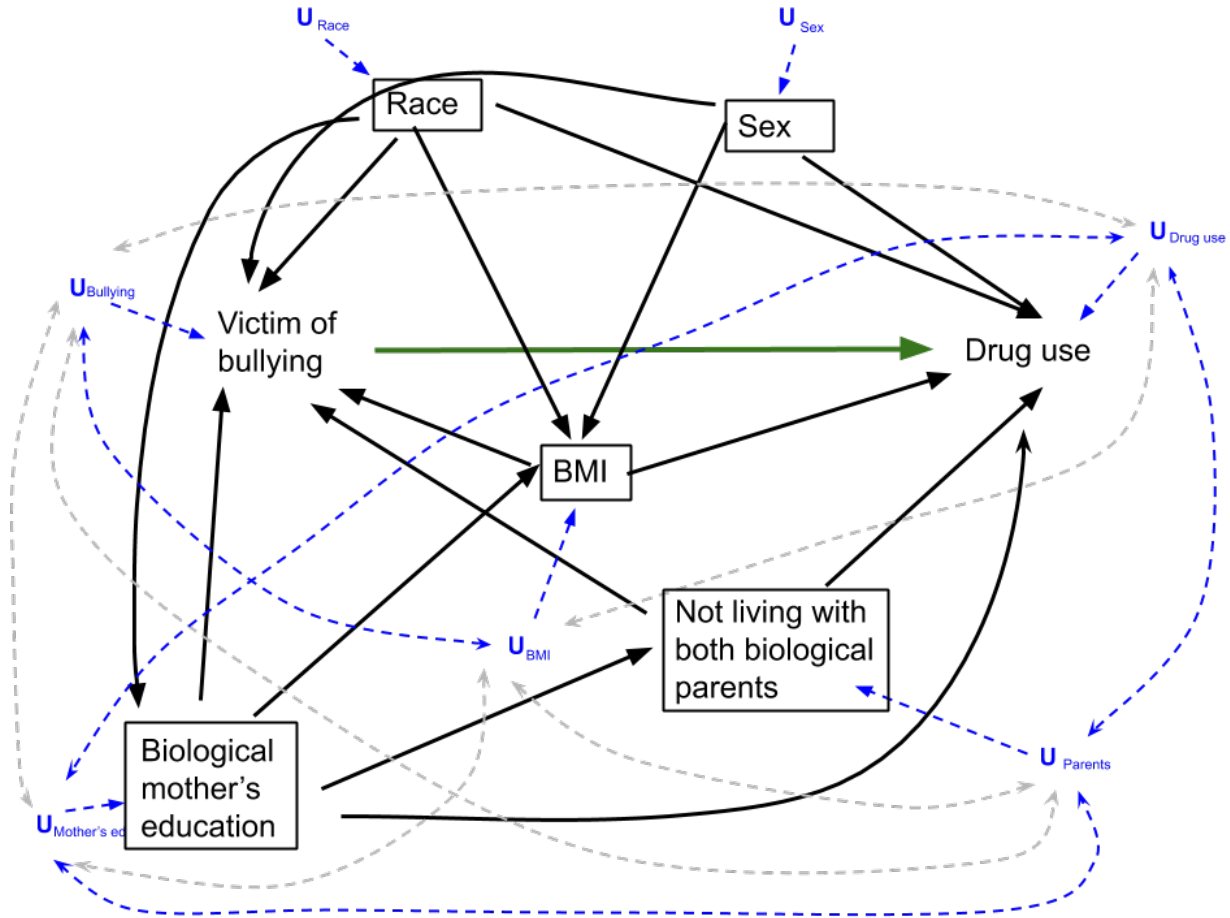 U Race
U Sex
Race
Sex
U Drug use
U Bullying
Victim of
bullying
Drug use
BMI
Not living with
both biological
parents
U BMI
Biological
mother's
education
U Parents
U Mother's ed